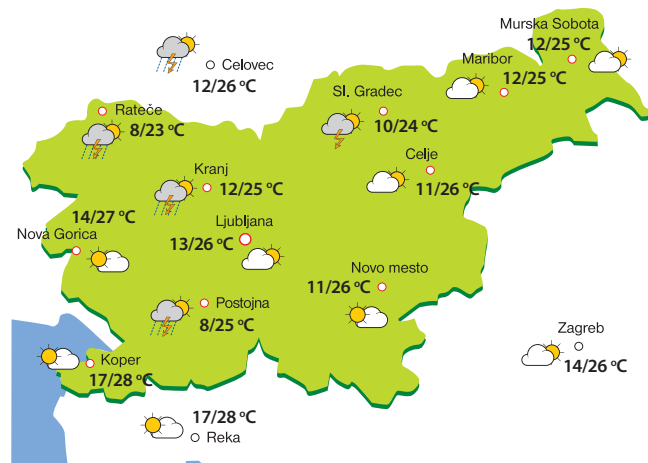 Murska Sobota
12/25 °C
Maribor
12/25 °C
Celovec
12/26 °C
Sl. Gradec
10/24 °C
Rateče
8/23 °C
Celje
11/26 °C
Kranj
12/25 °C
14/27 °C
Nova Gorica
Ljubljana
13/26 °C
Novo mesto
11/26 °C
Postojna
8/25 °C
Zagreb
14/26 °C
Koper
17/28 °C
17/28 °C
Reka